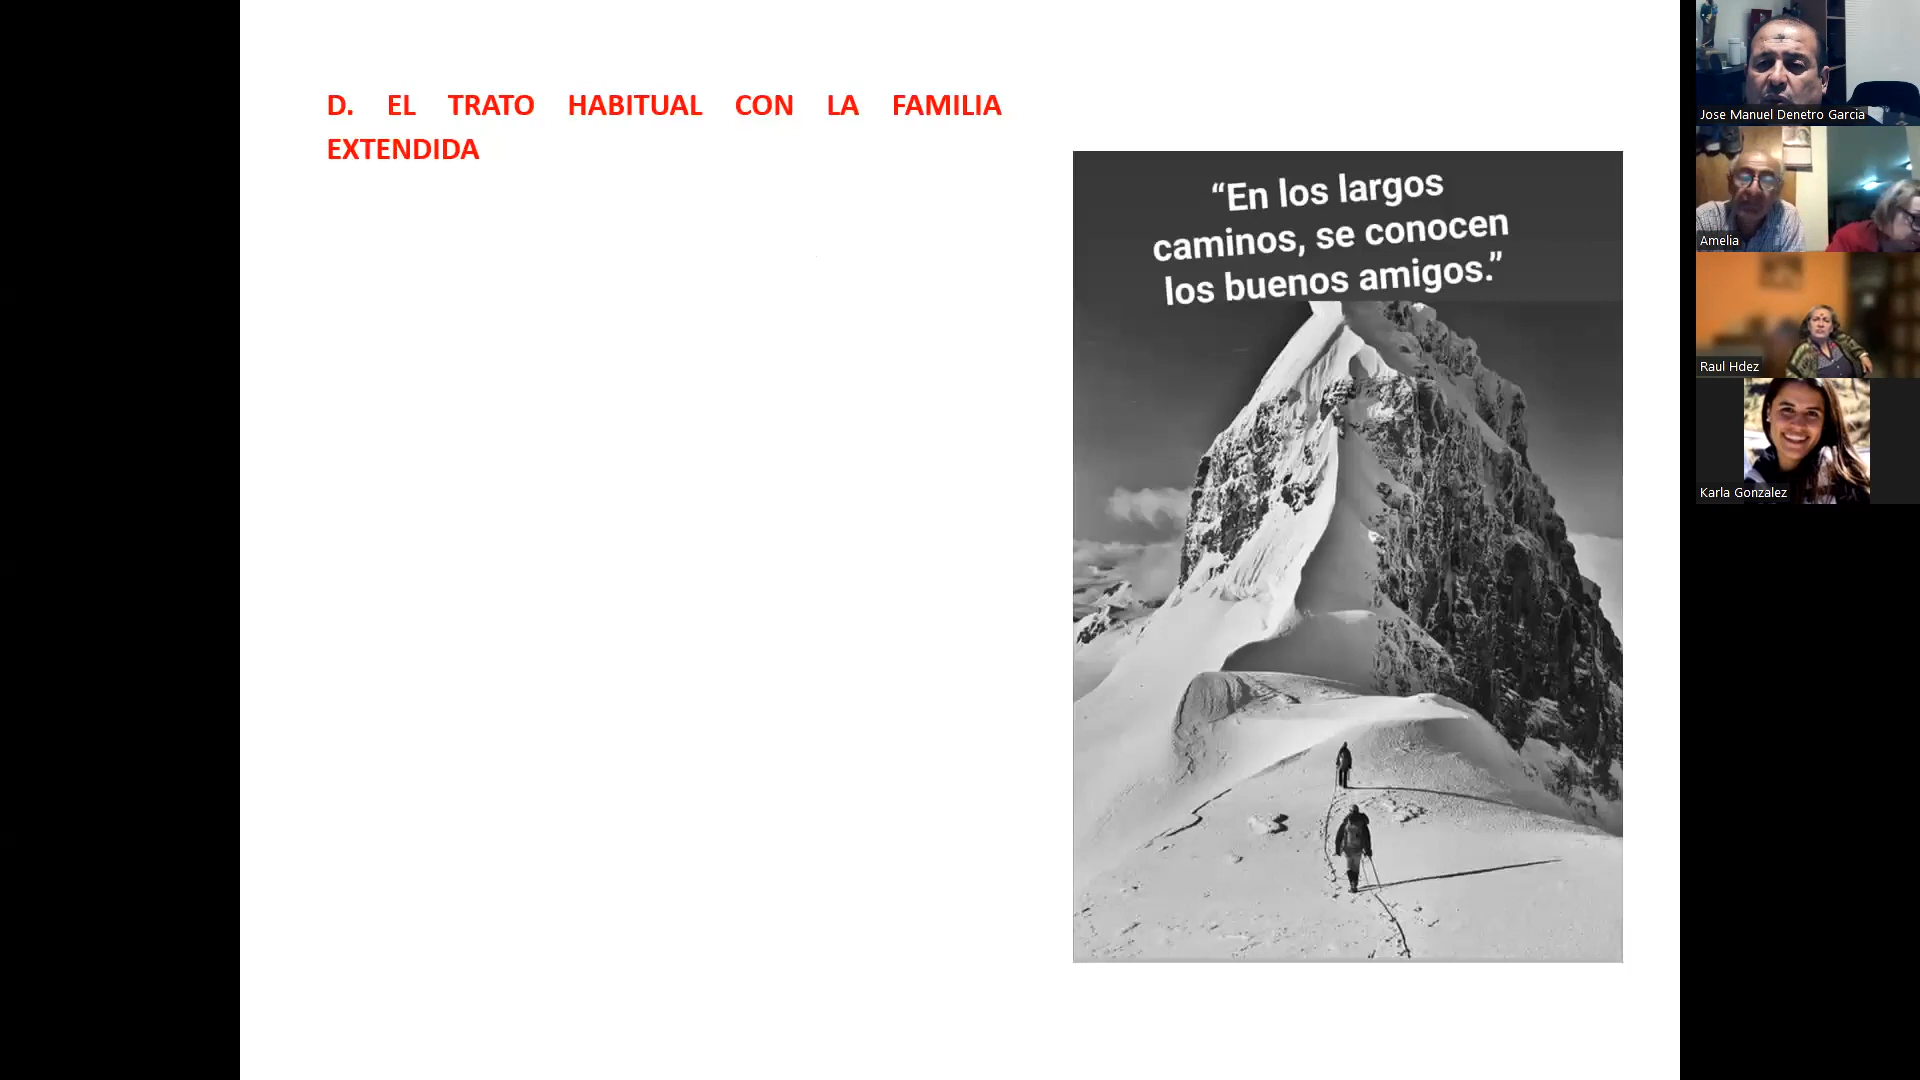 D. EL TRATO HABITUAL CON LA FAMILIA
EXTENDIDA
“En los largos
caminos, se conocen
los buenos amigos.”
Jose Manuel Denetro Garcia
Amelia
Raul Hdez
Karla Gonzalez